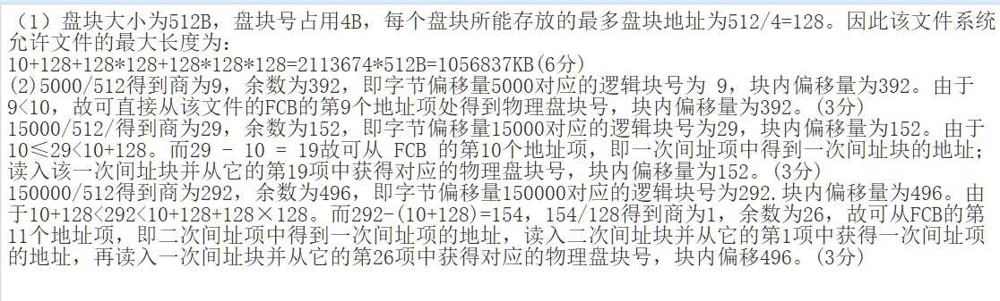 (1) 盘块大小为512B，盘块号占用4B，每个盘块所能存放的最多盘块地址为512/4=128。因此该文件系统
允许文件的最大长度为：
10+128+128*128+128*128*128=2113674*512B=1056837KB(6分)
(2)5000/512得到商为9，余数为392，即字节偏移量5000对应的逻辑块号为 9，块内偏移量为392。由于
9<10，故可直接从该文件的FCB的第9个地址项处得到物理盘块号，块内偏移量为392。(3分)
15000/512/得到商为29，余数为152，即字节偏移量15000对应的逻辑块号为29，块内偏移量为152。由于
10≤29<10+128。而29 - 10 = 19故可从 FCB 的第10个地址项，即一次间址项中得到一次间址块的地址；
读入该一次间址块并从它的第19项中获得对应的物理盘块号，块内偏移量为152。(3分)
150000/512得到商为292，余数为496，即字节偏移量150000对应的逻辑块号为292.块内偏移量为496。由
于10+128<292<10+128+128×128。而292-(10+128)=154，154/128得到商为1，余数为26，故可从FCB的第
11个地址项，即二次间址项中得到一次间址项的地址，读入二次间址块并从它的第1项中获得一次间址项
的地址，再读入一次间址块并从它的第26项中获得对应的物理盘块号，块内偏移496。(3分)